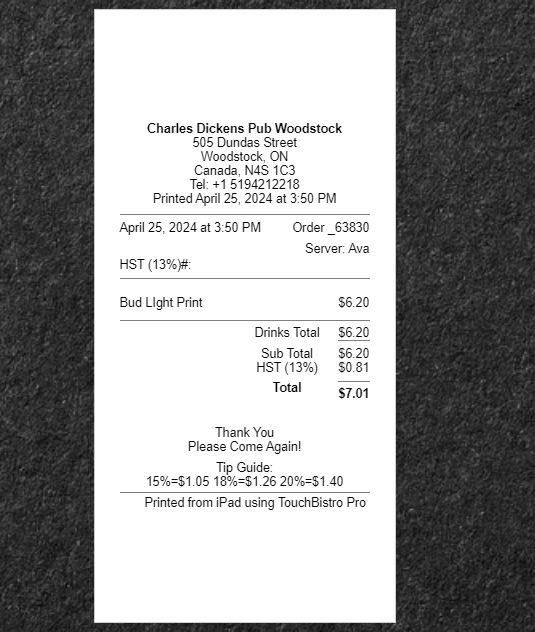 Charles Dickens Pub Woodstock
505 Dundas Street
Woodstock, ON
Canada, N4S 1C3
Tel: +1 5194212218
Printed April 25, 2024 at 3:50 PM
April 25, 2024 at 3:50 PM Order _63830
Server: Ava
HST (13%)#:
Bud LIght Print $6.20
Drinks Total $6.20
Sub Total $6.20
HST (13%) $0.81
Total $7.01
Thank You
Please Come Again!
Tip Guide:
15%=$1.05 18%=$1.26 20%=$1.40
Printed from iPad using TouchBistro Pro